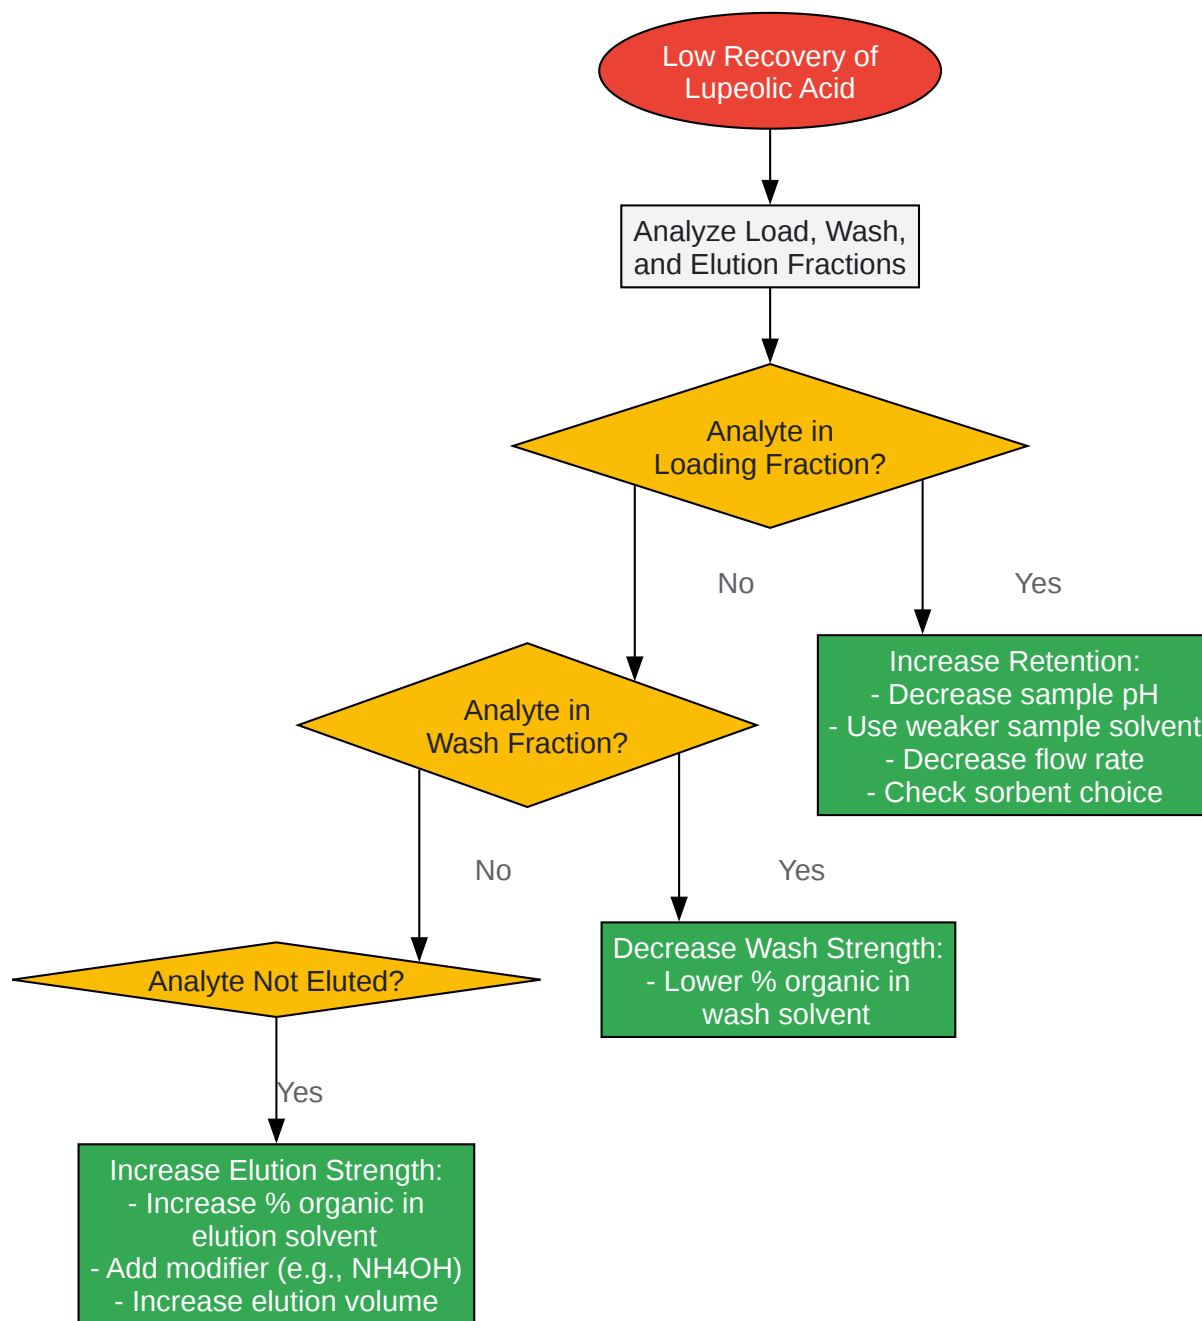 Low Recovery of
Lupeolic Acid
Analyze Load, Wash,
and Elution Fractions
Analyte in
Loading Fraction?
No
Yes
Increase Retention:
- Decrease sample pH
- Use weaker sample solvent
- Decrease flow rate
- Check sorbent choice
Analyte in
Wash Fraction?
No
Yes
Decrease Wash Strength:
- Lower % organic in
wash solvent
Analyte Not Eluted?
Yes
Increase Elution Strength:
- Increase % organic in
elution solvent
- Add modifier (e.g., NH4OH)
- Increase elution volume